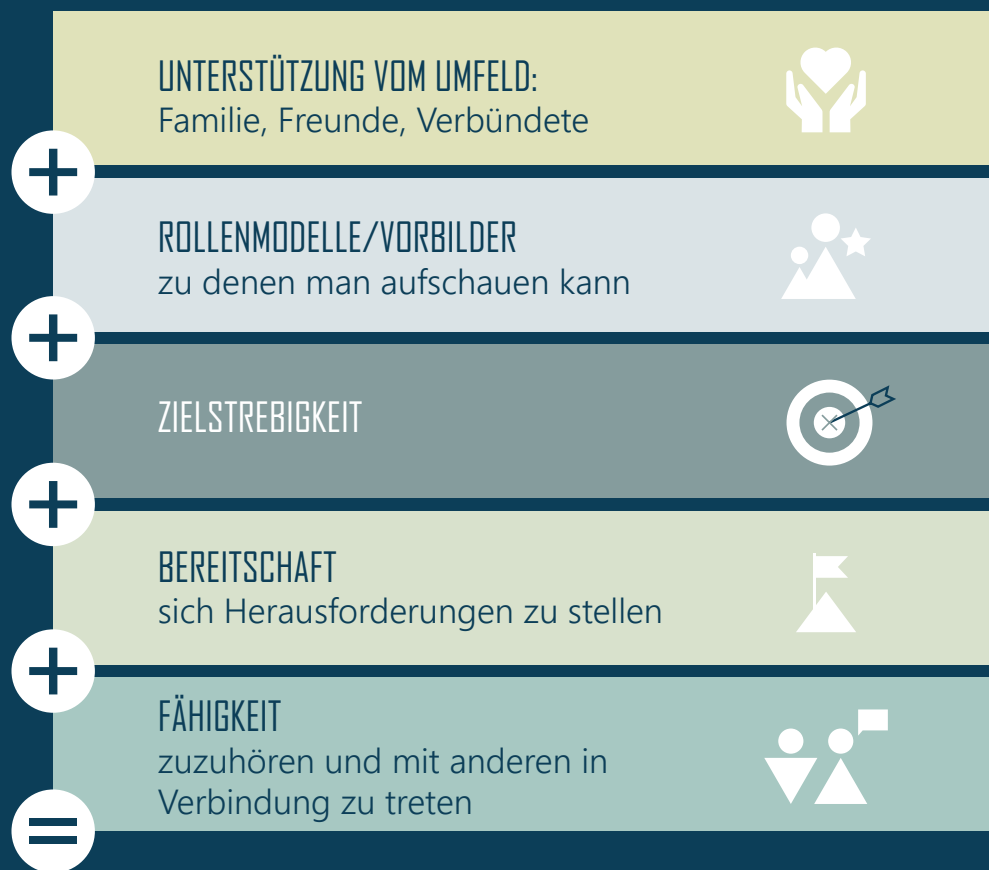 UNTERSTÜTZUNG VOM UMFELD:
Familie, Freunde, Verbündete
+
ROLLENMODELLE/VORBILDER
zu denen man aufschauen kann
+
ZIELSTREBIGKEIT
+
BEREITSCHAFT
sich Herausforderungen zu stellen
+
FÄHIGKEIT
zuzuhören und mit anderen in
Verbindung zu treten
=